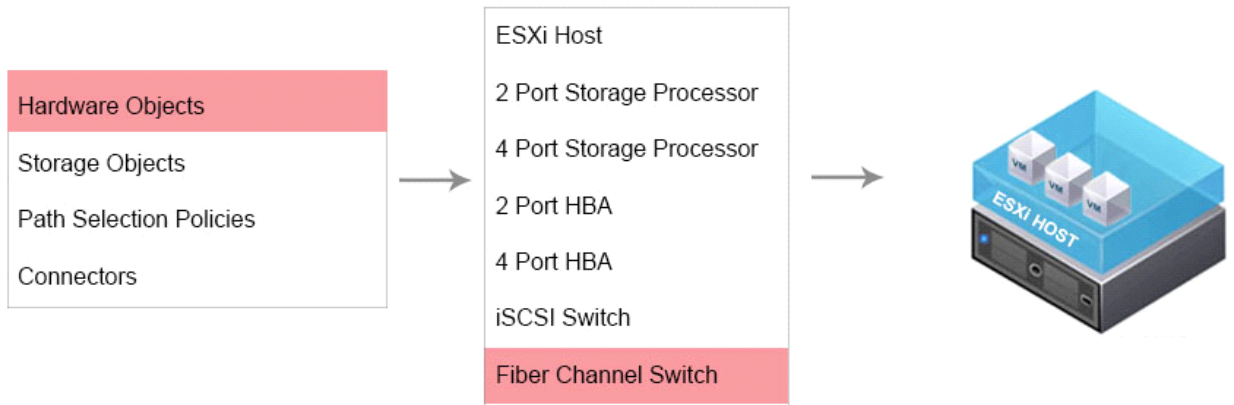 Hardware Objects
Storage Objects
Path Selection Policies
Connectors
ESXi Host
2 Port Storage Processor
4 Port Storage Processor
2 Port HBA
4 Port HBA
iSCSI Switch
Fiber Channel Switch
VM
VM
VM
ESXi HOST